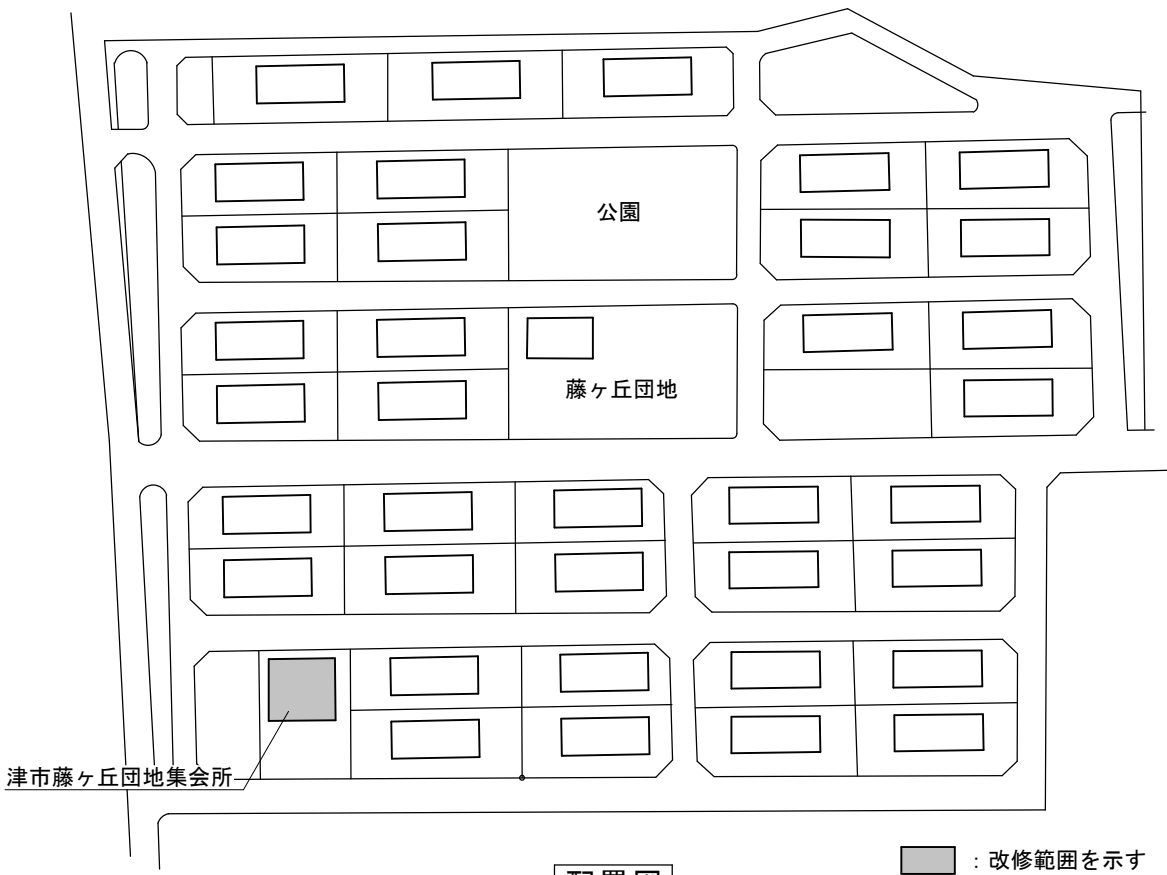 公園
藤ヶ丘団地
津市藤ヶ丘団地集会所
：改修範囲を示す
配置図